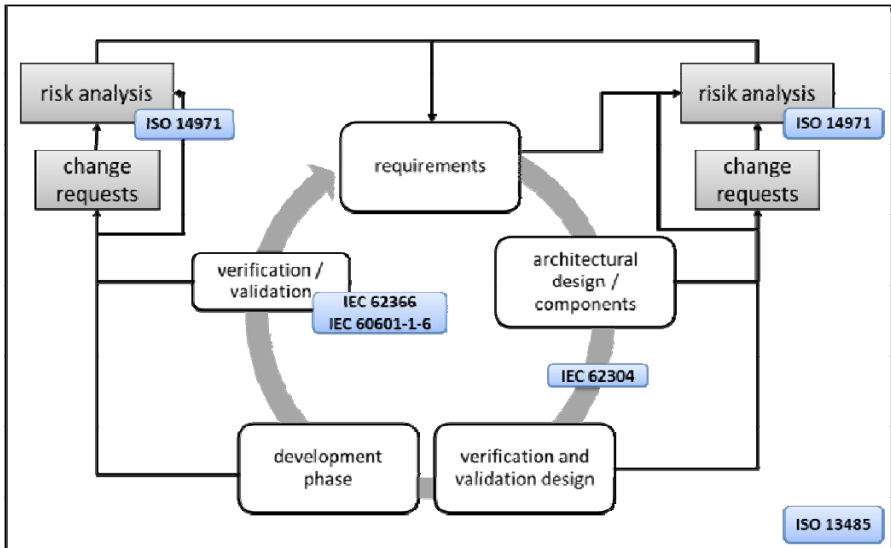 risk analysis
ISO 14971
change
requests
requirements
risik analysis
ISO 14971
change
requests
verification /
validation
IEC 62366
IEC 60601-1-6
architectural
design /
components
IEC 62304
development
phase
verification and
validation design
ISO 13485